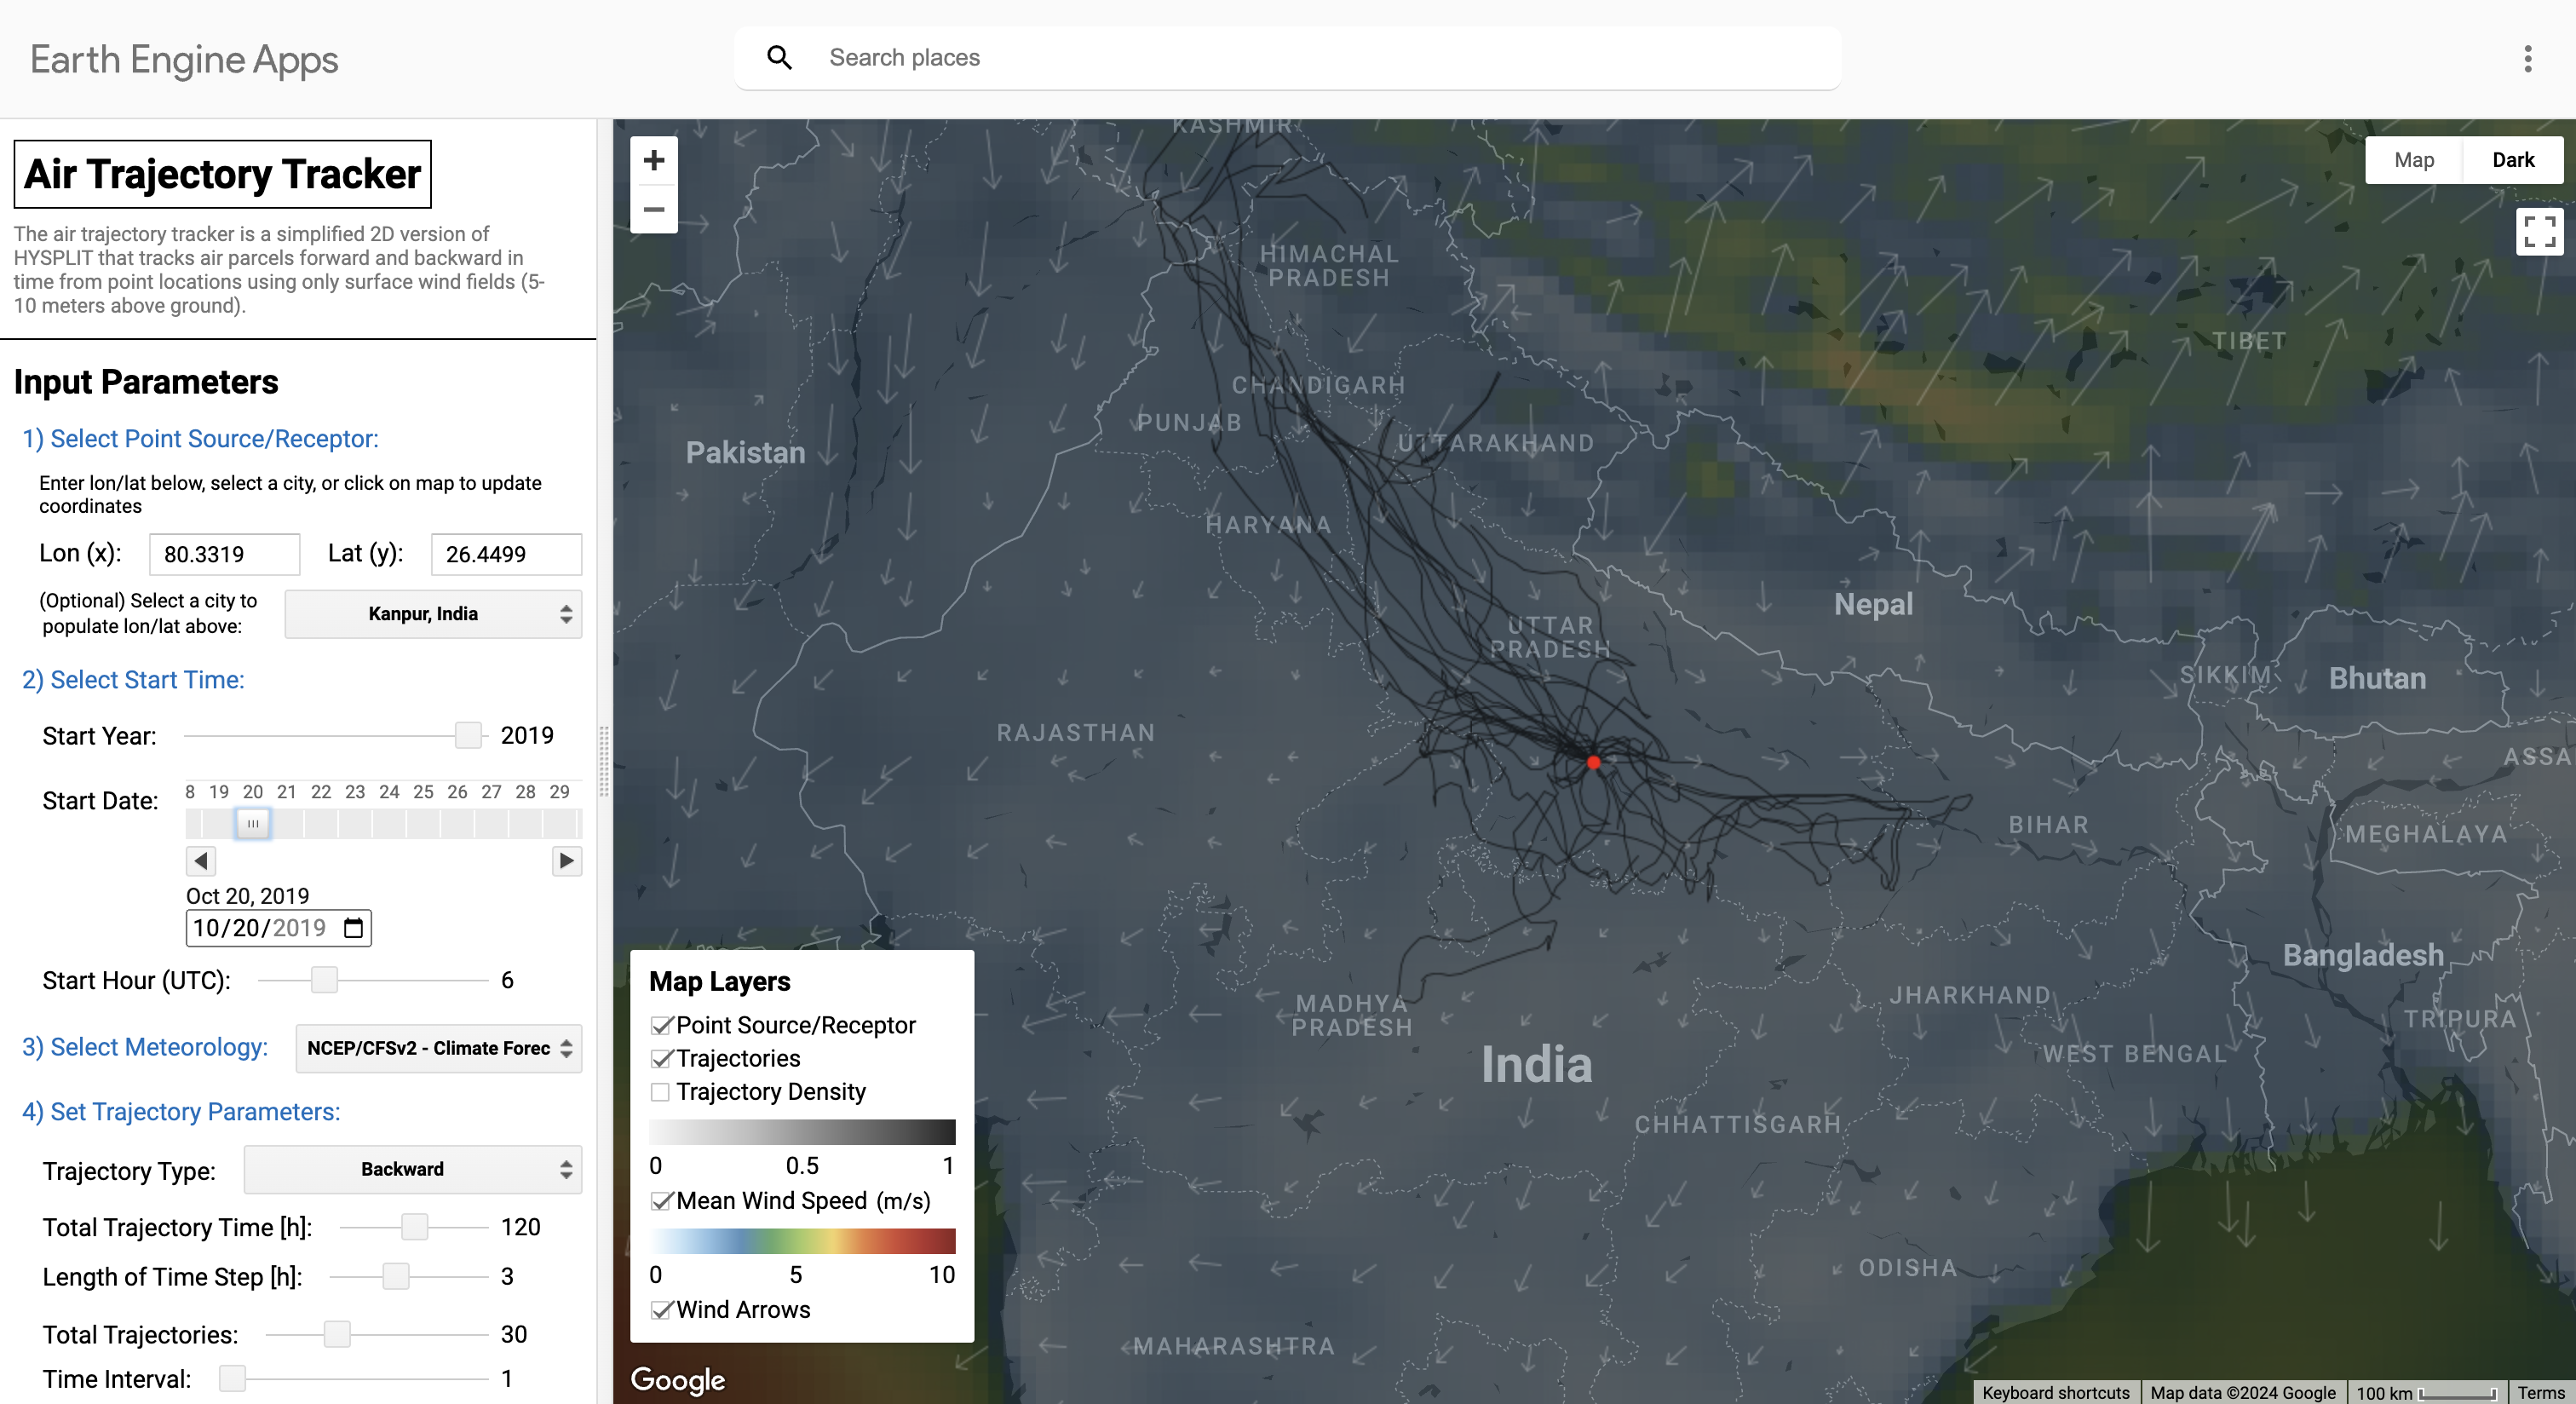 Earth Engine Apps
Search places
Air Trajectory Tracker
The air trajectory tracker is a simplified 2D version of
HYSPLIT that tracks air parcels forward and backward in
time from point locations using only surface wind fields (5-
10 meters above ground).
Input Parameters
1) Select Point Source/Receptor:
Enter lon/lat below, select a city, or click on map to update
coordinates
Lon (x): 80.3319 Lat (y): 26.4499
(Optional) Select a city to
populate lon/lat above:
Kanpur, India
2) Select Start Time:
Start Year: 2019
8 19 20 21 22 23 24 25 26 27 28 29
Start Date:
Oct 20, 2019
10/20/2019
Start Hour (UTC): 6
3) Select Meteorology: NCEP/CFSv2 - Climate Forec
4) Set Trajectory Parameters:
Trajectory Type: Backward
Total Trajectory Time [h]: 120
Length of Time Step [h]: 3
Total Trajectories: 30
Time Interval: 1
+
−
Map Dark
KASHMIR
HIMACHAL
PRADESH
TIBET
CHANDIGARH
PUNJAB
UTTARAKHAND
Pakistan
HARYANA
Nepal
UTTAR
PRADESH
SIKKIM
Bhutan
RAJASTHAN
ASSA
BIHAR
MEGHALAYA
Bangladesh
JHARKHAND
MADHYA
PRADESH
TRIPURA
WEST BENGAL
India
CHHATTISGARH
ODISHA
MAHARASHTRA
Map Layers
Point Source/Receptor
Trajectories
Trajectory Density
0 0.5 1
Mean Wind Speed (m/s)
0 5 10
Wind Arrows
Google
Keyboard shortcuts Map data ©2024 Google 100 km Terms